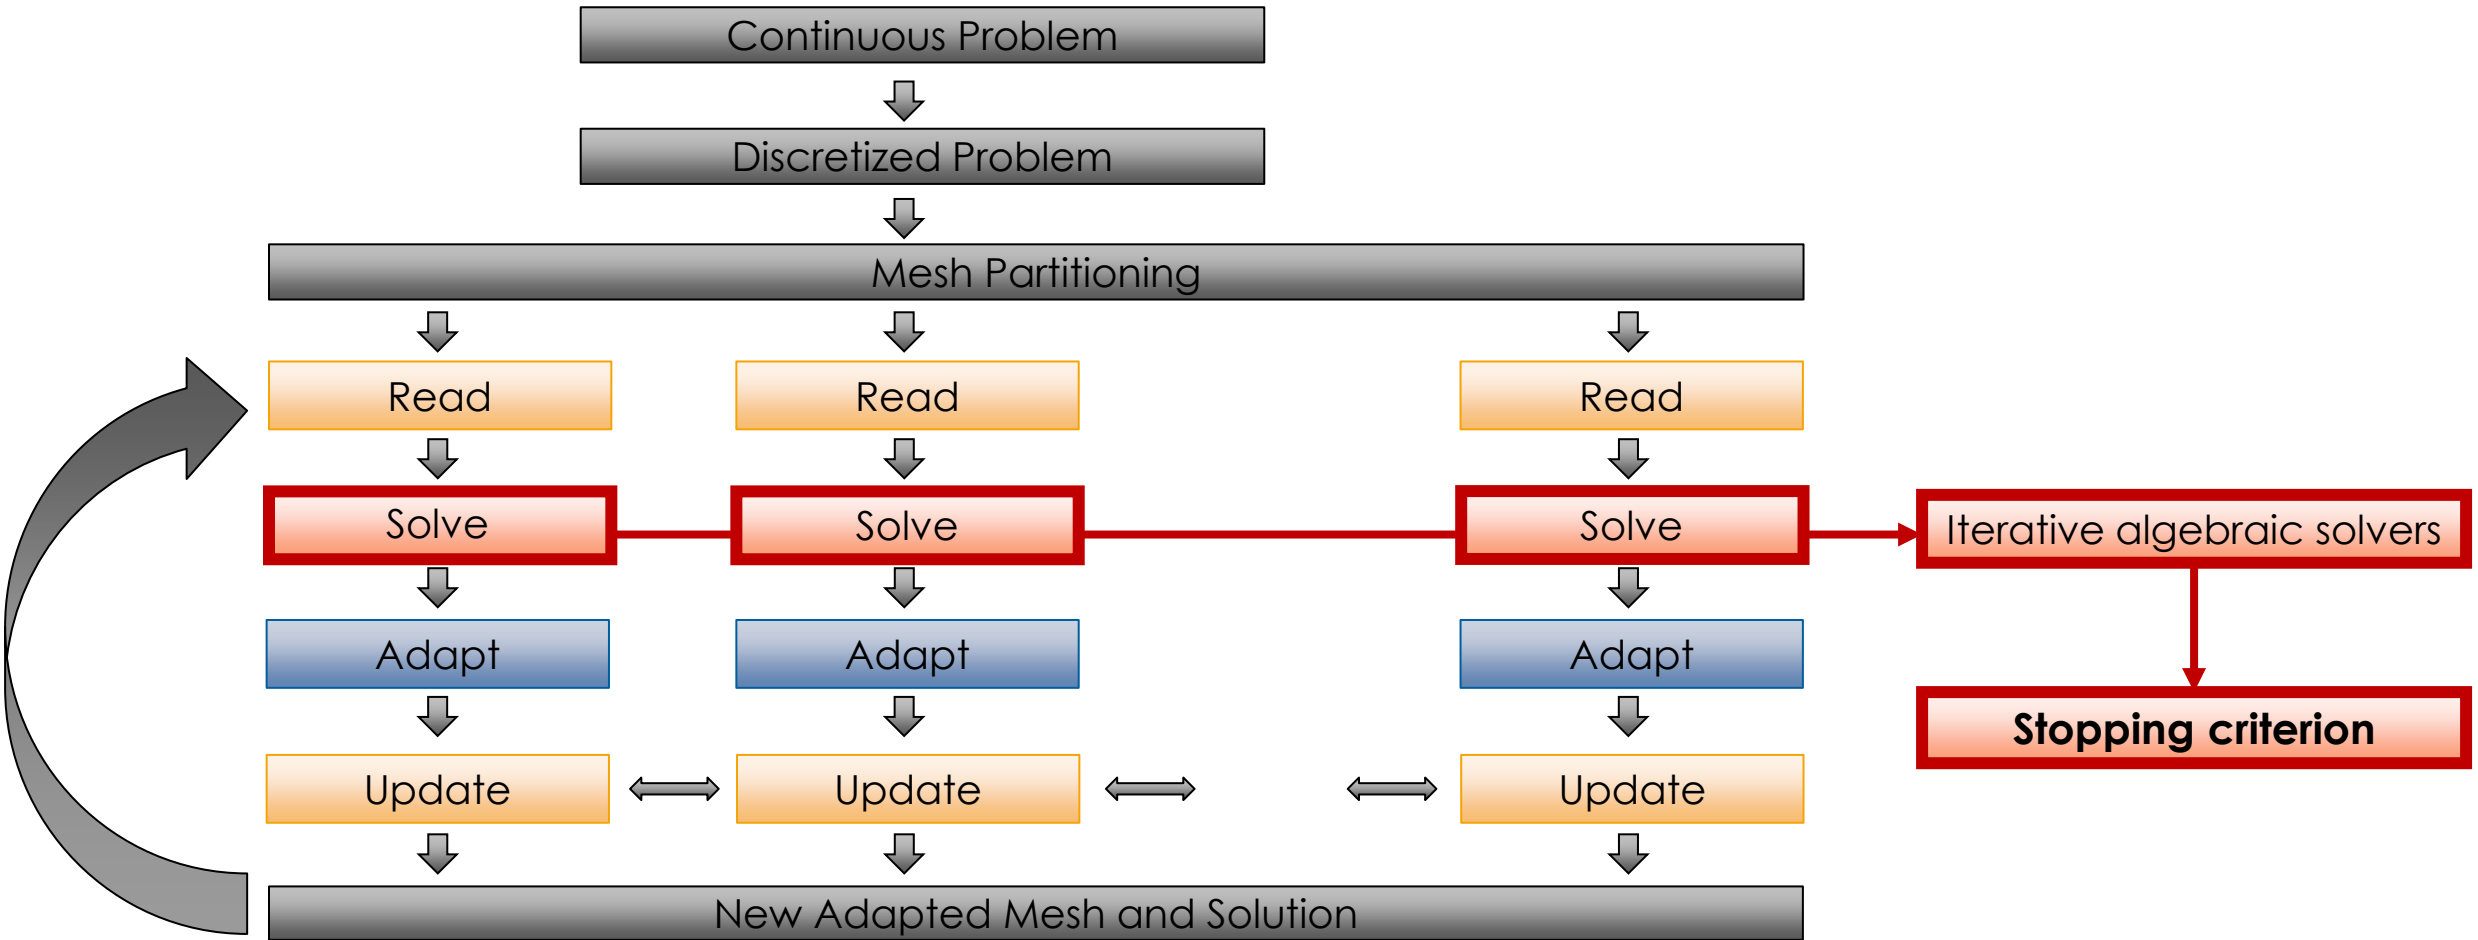 Continuous Problem
Discretized Problem
Mesh Partitioning
Read
Read
Read
Solve
Solve
Solve
Iterative algebraic solvers
Adapt
Adapt
Adapt
Stopping criterion
Update
Update
Update
New Adapted Mesh and Solution